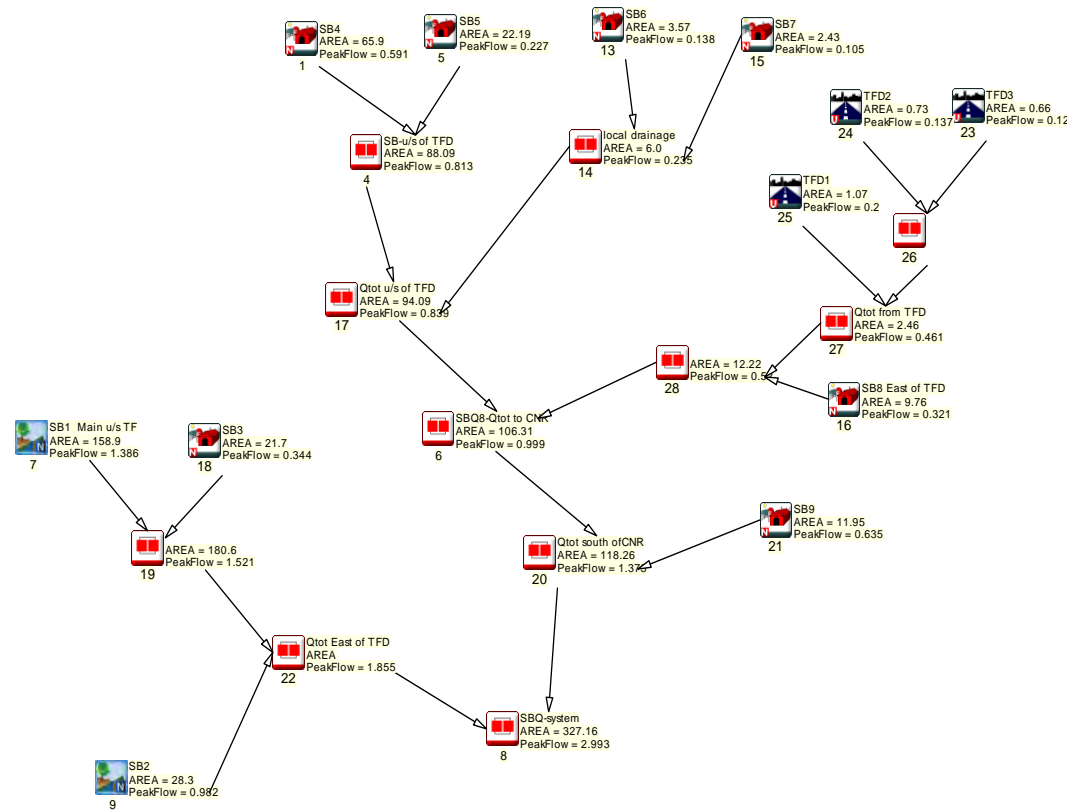 SB4
AREA = 65.9
PeakFlow = 0.591
N
1
SB5
AREA = 22.19
PeakFlow = 0.227
N
5
SB6
AREA = 3.57
PeakFlow = 0.138
N
13
SB7
AREA = 2.43
PeakFlow = 0.105
N
15
TFD2
AREA = 0.73
PeakFlow = 0.137
U
24
TFD3
AREA = 0.66
PeakFlow = 0.12
U
23
SB-u/s of TFD
AREA = 88.09
PeakFlow = 0.813
4
local drainage
AREA = 6.0
PeakFlow = 0.235
14
TFD1
AREA = 1.07
PeakFlow = 0.2
U
25
26
Qtot u/s of TFD
AREA = 94.09
PeakFlow = 0.839
17
Qtot from TFD
AREA = 2.46
PeakFlow = 0.461
27
AREA = 12.22
PeakFlow =
28
SB8 East of TFD
AREA = 9.76
PeakFlow = 0.321
N
16
SBQ8-Qtot to CNR
AREA = 106.31
PeakFlow = 0.999
6
SB1 Main u/s TF
AREA = 158.9
PeakFlow = 1.386
N
7
SB3
AREA = 21.7
PeakFlow = 0.344
N
18
SB9
AREA = 11.95
PeakFlow = 0.635
N
21
AREA = 180.6
PeakFlow = 1.521
19
Qtot south ofCNR
AREA = 118.26
PeakFlow =
20
Qtot East of TFD
AREA
PeakFlow = 1.855
22
SBQ-system
AREA = 327.16
PeakFlow = 2.993
8
SB2
AREA = 28.3
PeakFlow = 0.982
N
9